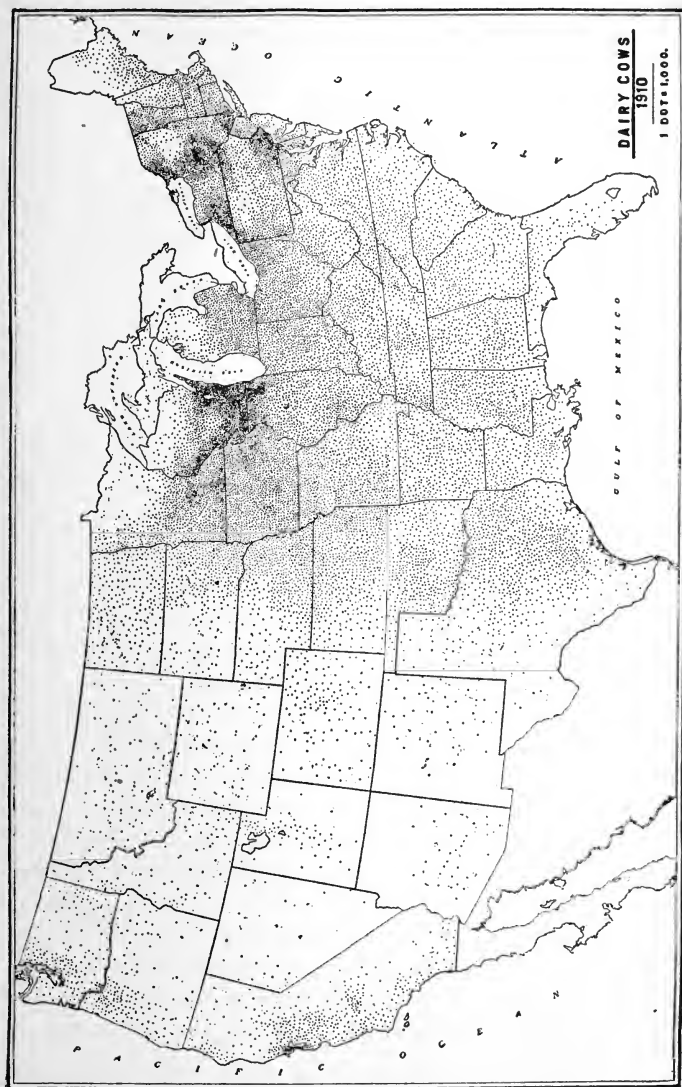 PACIFIC OCEAN
ATLANTIC OCEAN
GULF OF MEXICO
DAIRY COWS
1910
1 DOT = 1,000.